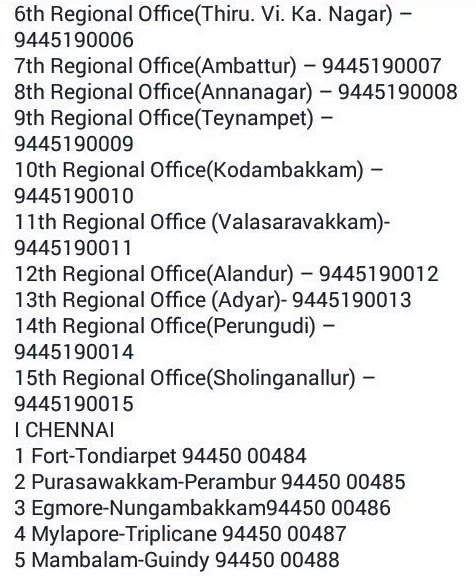 6th Regional Office(Thiru. Vi. Ka. Nagar) –
9445190006
7th Regional Office(Ambattur) – 9445190007
8th Regional Office(Annanagar) – 9445190008
9th Regional Office(Teynampet) –
9445190009
10th Regional Office(Kodambakkam) –
9445190010
11th Regional Office (Valasaravakkam)-
9445190011
12th Regional Office(Alandur) – 9445190012
13th Regional Office (Adyar)- 9445190013
14th Regional Office(Perungudi) –
9445190014
15th Regional Office(Sholinganallur) –
9445190015
I CHENNAI
1 Fort-Tondiarpet 94450 00484
2 Purasawakkam-Perambur 94450 00485
3 Egmore-Nungambakkam94450 00486
4 Mylapore-Triplicane 94450 00487
5 Mambalam-Guindy 94450 00488